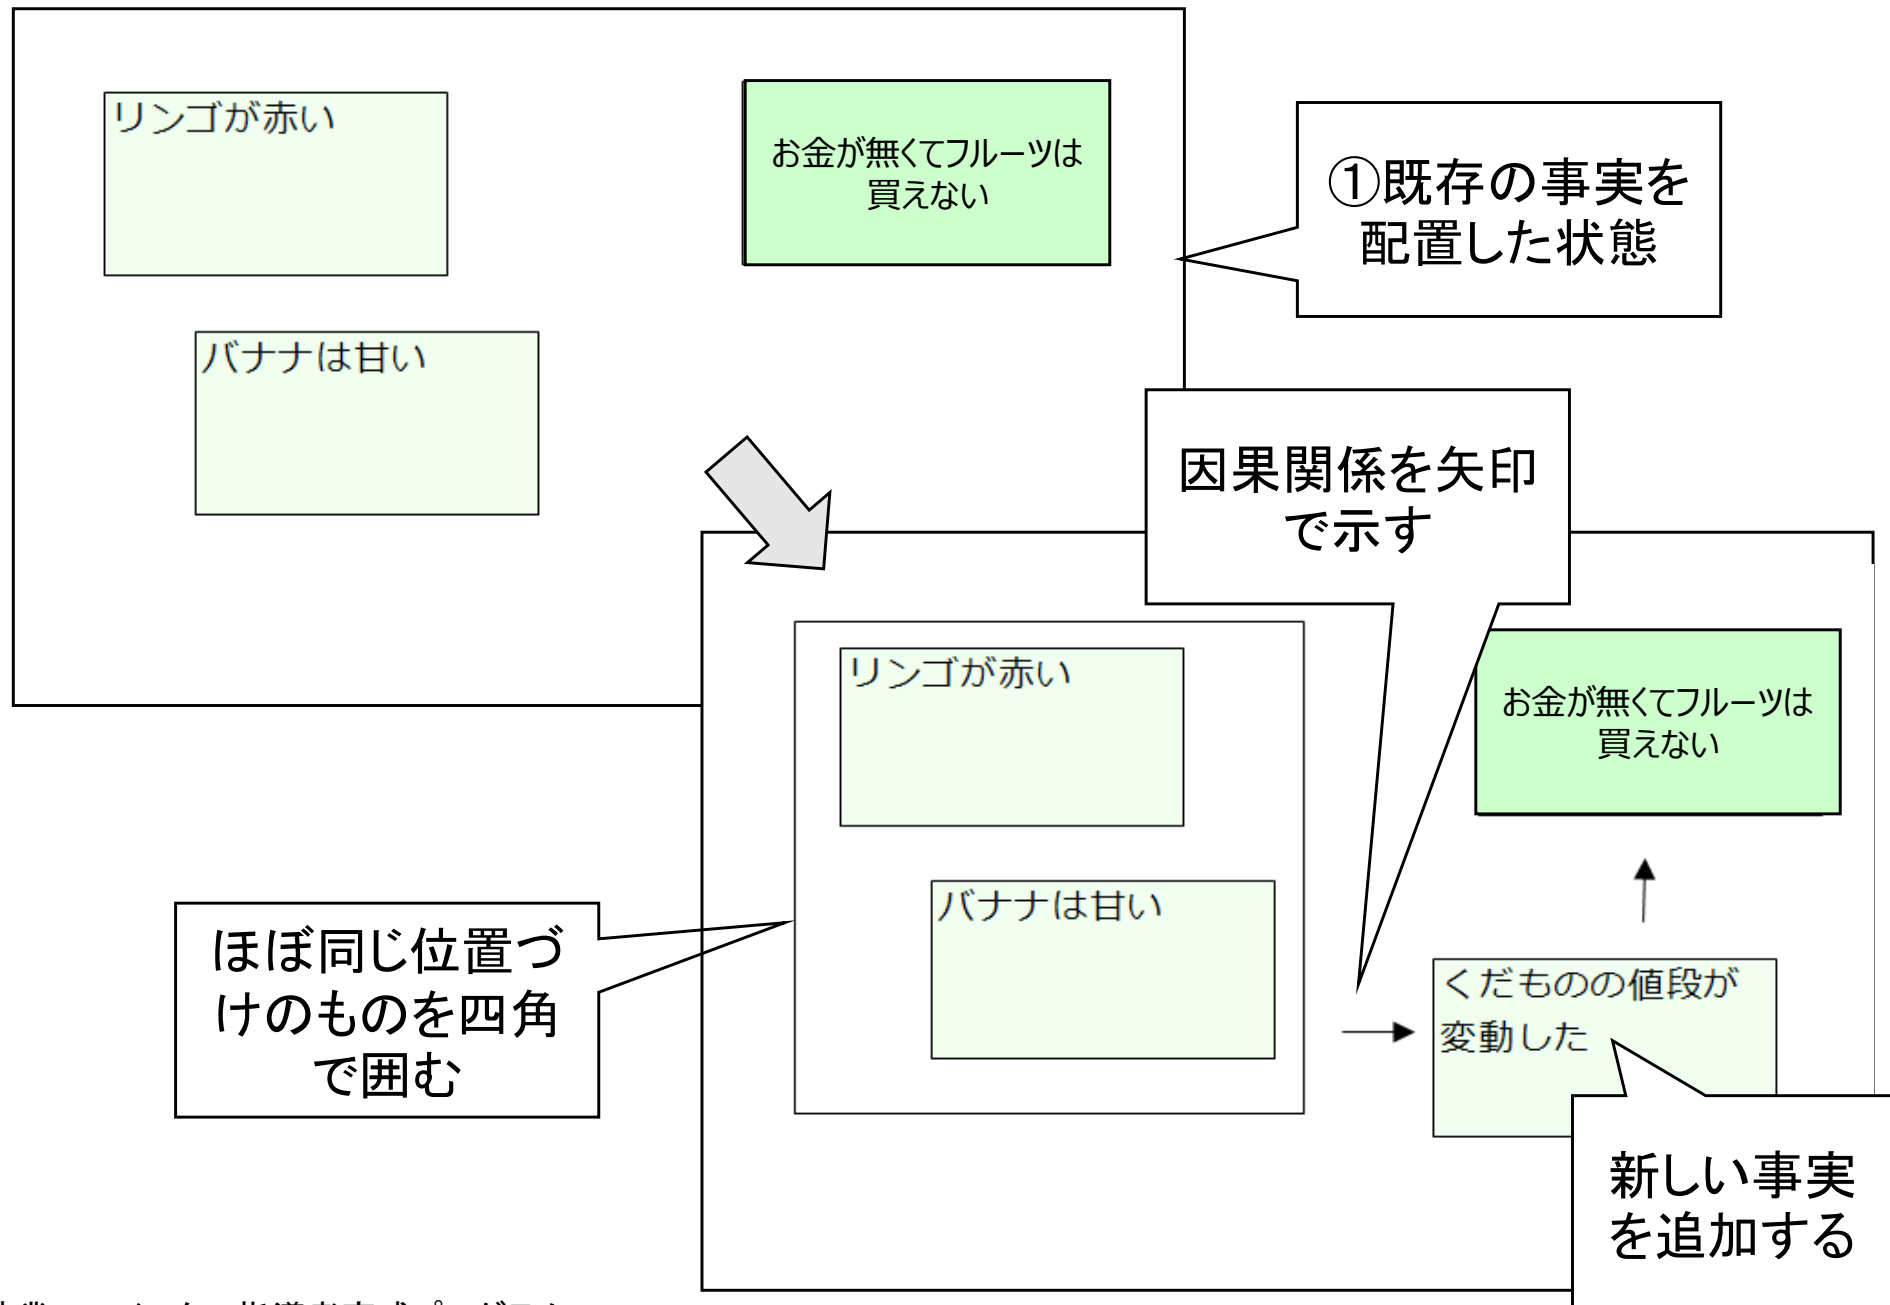 リンゴが赤い
お金が無くてフルーツは
買えない
①既存の事実を
配置した状態
バナナは甘い
因果関係を矢印
で示す
リンゴが赤い
お金が無くてフルーツは
買えない
バナナは甘い
ほぼ同じ位置づ
けのものを四角
で囲む
くだものの値段が
変動した
新しい事実
を追加する